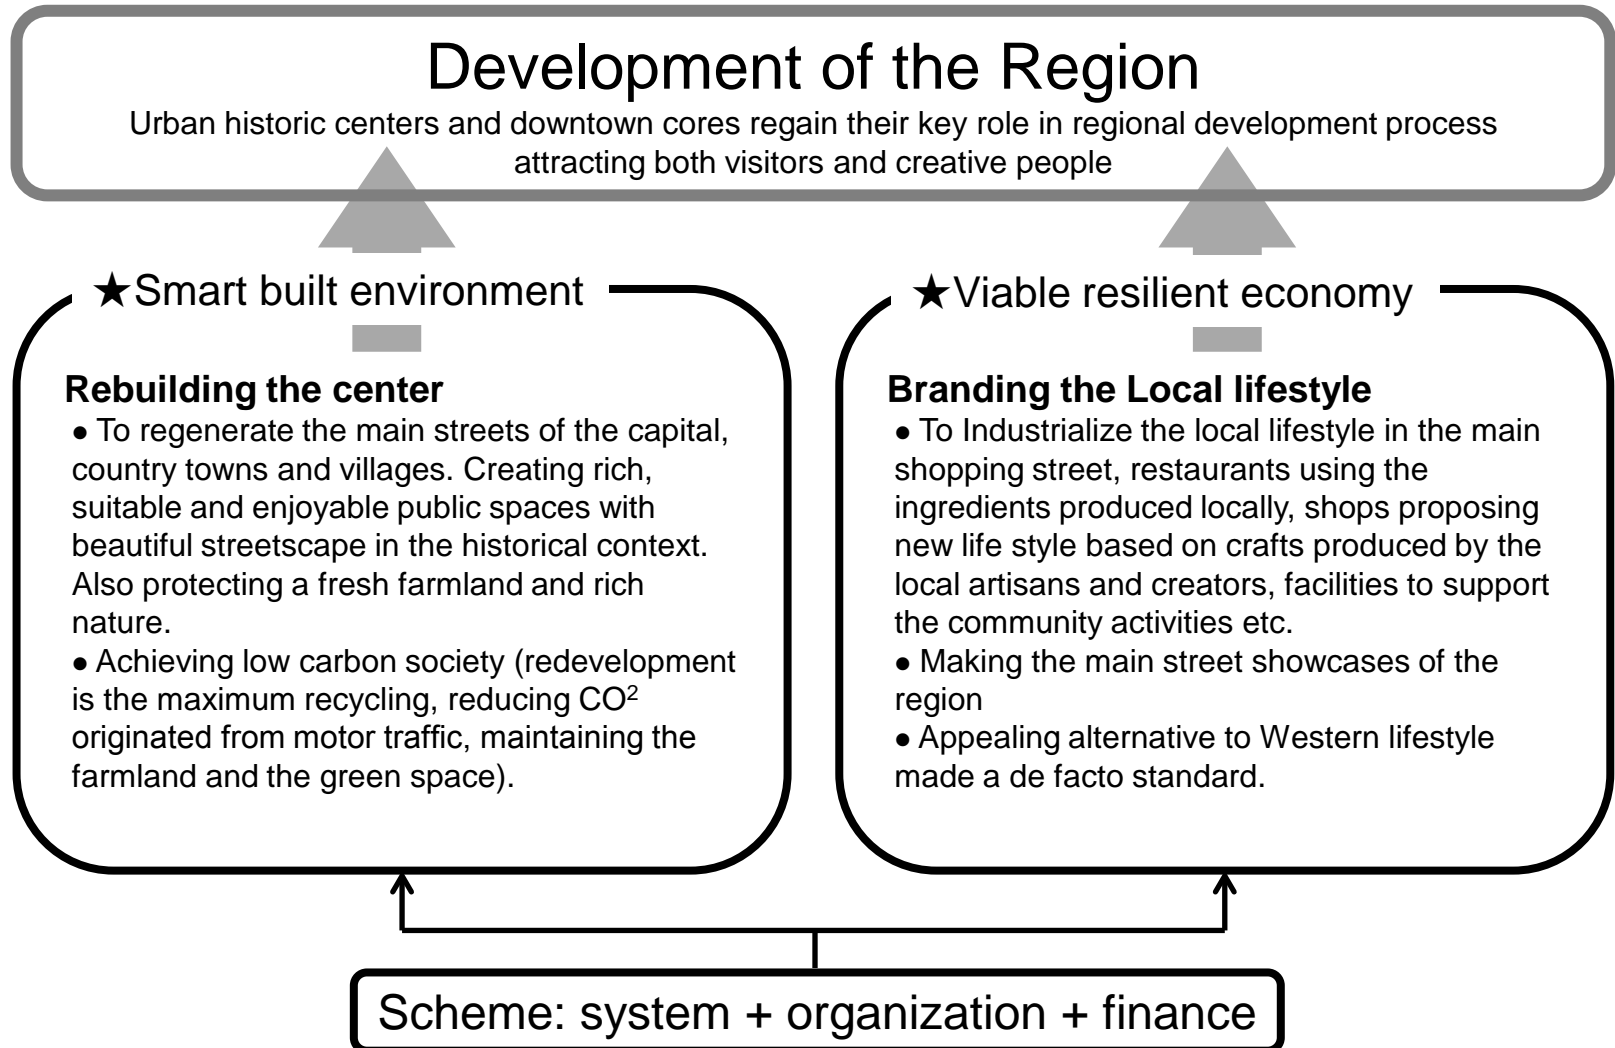 Development of the Region
Urban historic centers and downtown cores regain their key role in regional development process
attracting both visitors and creative people
★Smart built environment
Rebuilding the center
● To regenerate the main streets of the capital,
country towns and villages. Creating rich,
suitable and enjoyable public spaces with
beautiful streetscape in the historical context.
Also protecting a fresh farmland and rich
nature.
● Achieving low carbon society (redevelopment
is the maximum recycling, reducing CO²
originated from motor traffic, maintaining the
farmland and the green space).
★Viable resilient economy
Branding the Local lifestyle
● To Industrialize the local lifestyle in the main
shopping street, restaurants using the
ingredients produced locally, shops proposing
new life style based on crafts produced by the
local artisans and creators, facilities to support
the community activities etc.
● Making the main street showcases of the
region
● Appealing alternative to Western lifestyle
made a de facto standard.
Scheme: system + organization + finance